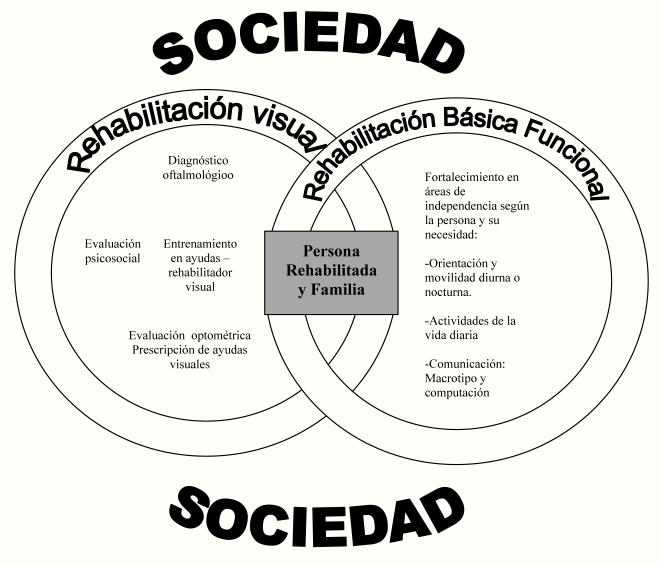 SOCIEDAD
Rehabilitación visual
Rehabilitación Básica Funcional
Diagnóstico
oftalmológioo
Evaluación
psicosocial
Entrenamiento
en ayudas –
rehabilitador
visual
Evaluación optométrica
Prescripción de ayudas
visuales
Persona
Rehabilitada
y Familia
Fortalecimiento en
áreas de
independencia según
la persona y su
necesidad:
-Orientación y
movilidad diurna o
nocturna.
-Actividades de la
vida diaria
-Comunicación:
Macrotipo y
computación
SOCIEDAD